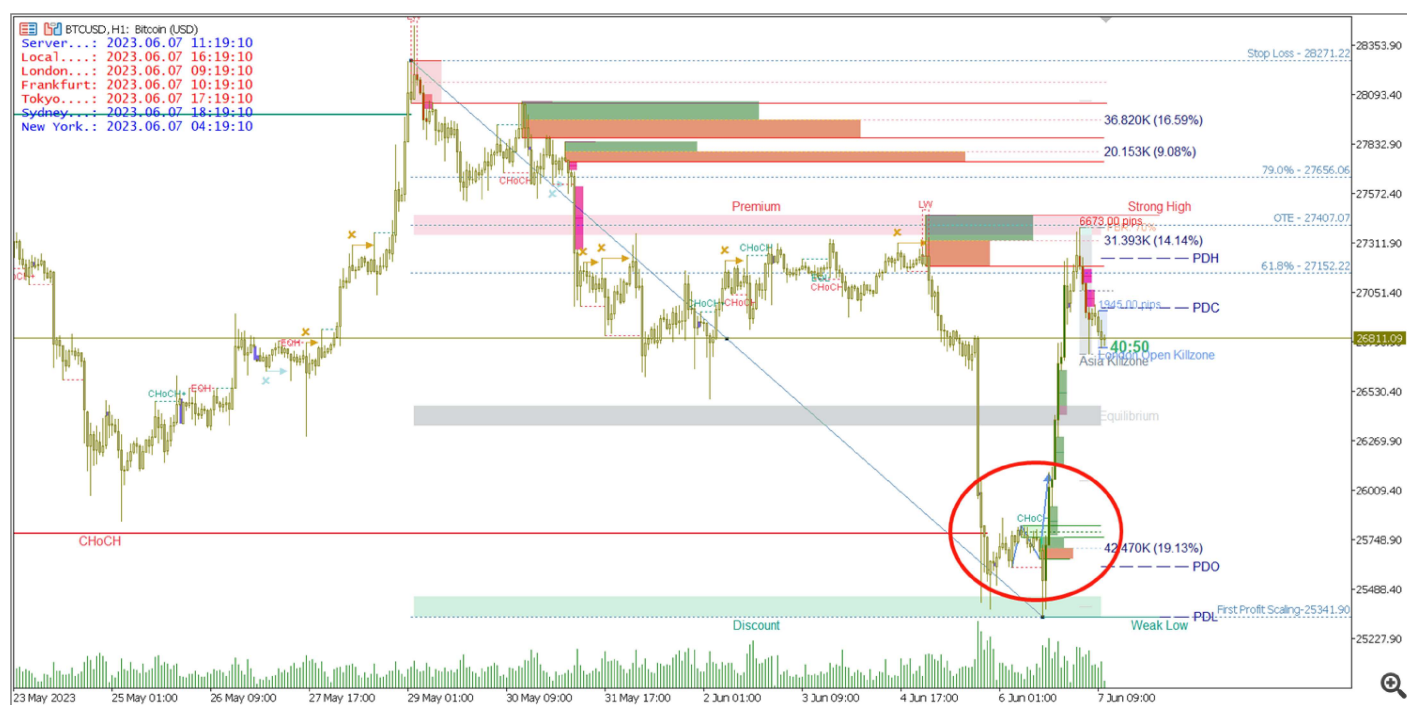 BTCUSD, H1: Bitcoin (USD)
Server...: 2023.06.07 11:19:10
Local....: 2023.06.07 16:19:10
London...: 2023.06.07 09:19:10
Frankfurt: 2023.06.07 10:19:10
Tokyo....: 2023.06.07 17:19:10
Sydney...: 2023.06.07 18:19:10
New York.: 2023.06.07 04:19:10
28353.90
Stop Loss - 28271.22
28093.40
36.820K (16.59%)
27832.90
20.153K (9.08%)
79.0% - 27656.06
CHoCH
27572.40
Premium
LW
Strong High
OTE - 27407.07
6673.00 pips
27311.90
31.393K (14.14%)
PDH
61.8% - 27152.22
CHoCH
CHoCH
CHoCH
27051.40
1945.00 pips
PDC
CHoCH
26811.09
40:50
London Open Killzone
Asia Killzone
EQH
CHoCH+
EQH
26530.40
Equilibrium
26269.90
26009.40
CHoCH
CHoCH
25748.90
42.470K (19.13%)
PDO
25488.40
First Profit Scaling-25341.90
PDL
Discount
Weak Low
25227.90
23 May 2023
25 May 01:00
26 May 09:00
27 May 17:00
29 May 01:00
30 May 09:00
31 May 17:00
2 Jun 01:00
3 Jun 09:00
4 Jun 17:00
6 Jun 01:00
7 Jun 09:00